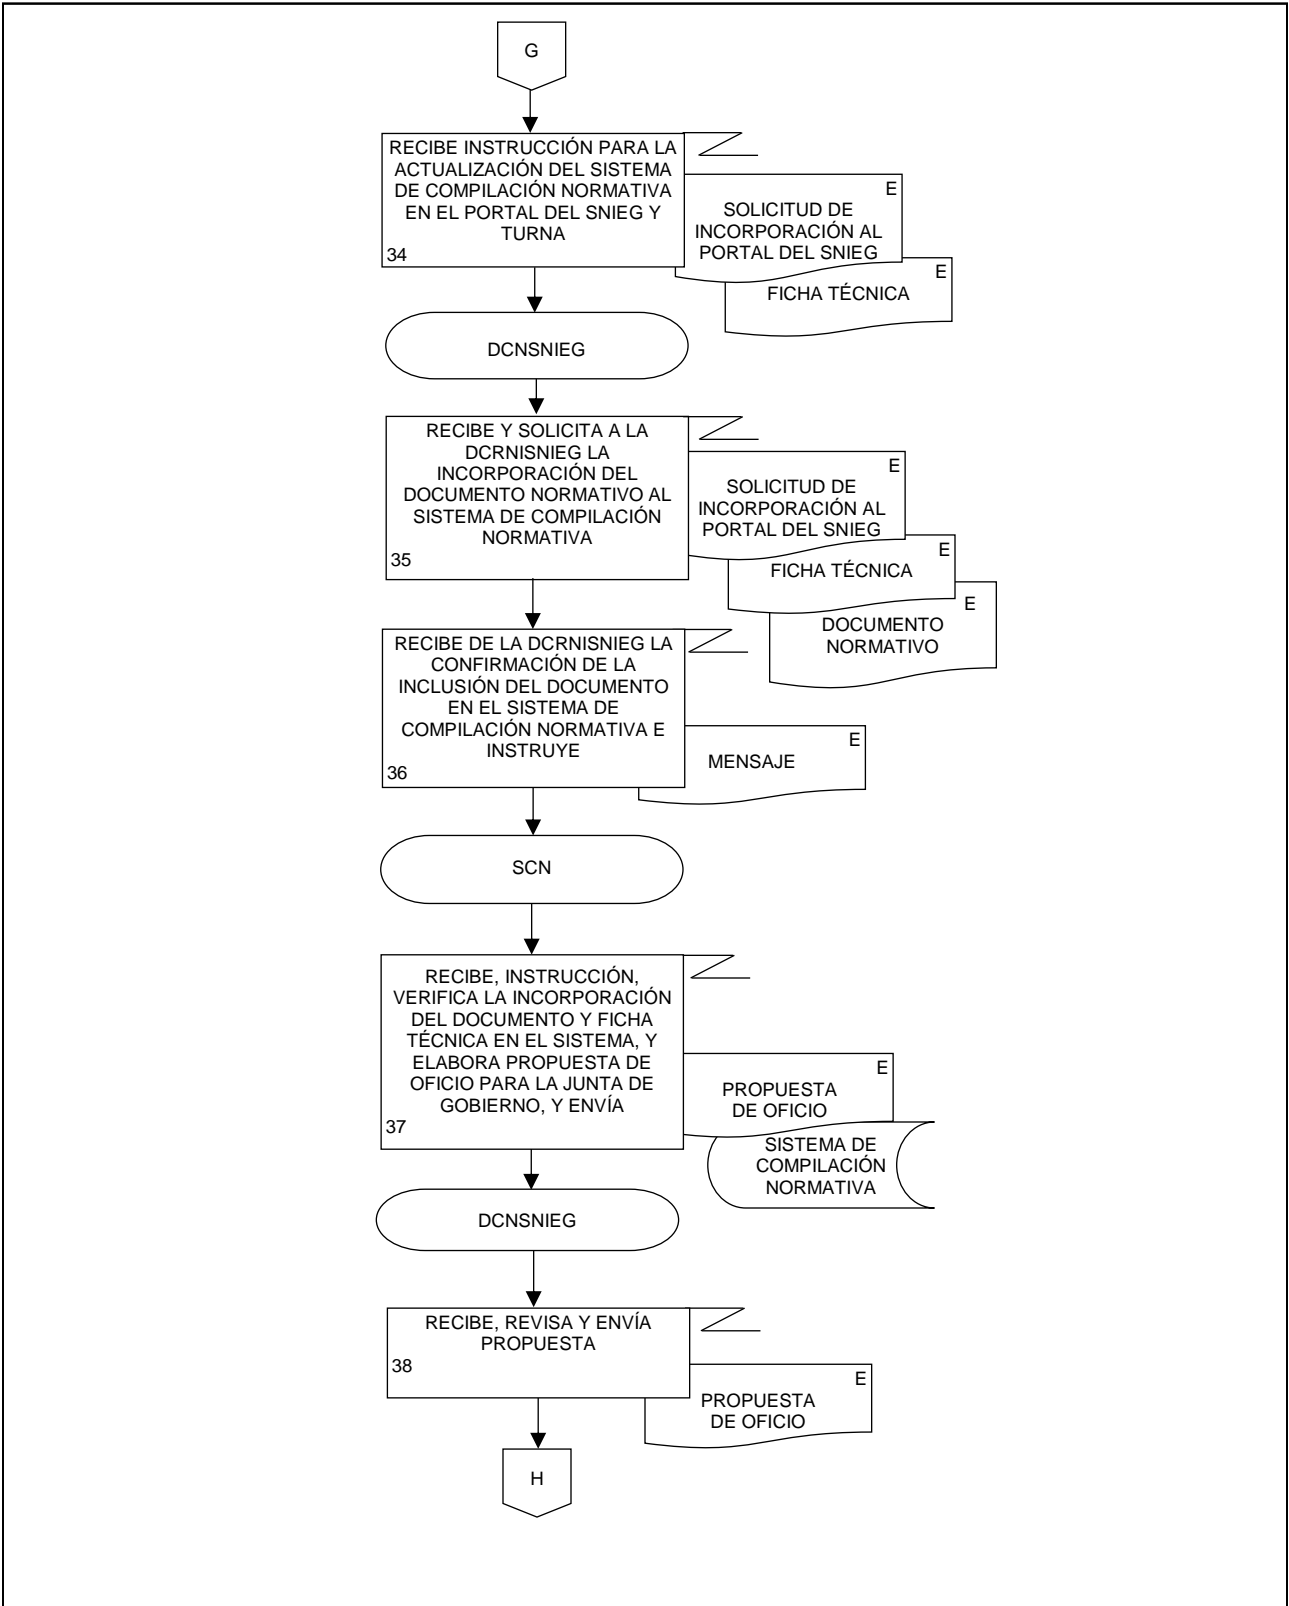 G
RECIBE INSTRUCCIÓN PARA LA
ACTUALIZACIÓN DEL SISTEMA
DE COMPILACIÓN NORMATIVA
EN EL PORTAL DEL SNIEG Y
TURNA
34
E
SOLICITUD DE
INCORPORACIÓN AL
PORTAL DEL SNIEG
E
FICHA TÉCNICA
DCNSNIEG
RECIBE Y SOLICITA A LA
DCRNISNIEG LA
INCORPORACIÓN DEL
DOCUMENTO NORMATIVO AL
SISTEMA DE COMPILACIÓN
NORMATIVA
35
E
SOLICITUD DE
INCORPORACIÓN AL
PORTAL DEL SNIEG
E
FICHA TÉCNICA
E
DOCUMENTO
NORMATIVO
RECIBE DE LA DCRNISNIEG LA
CONFIRMACIÓN DE LA
INCLUSIÓN DEL DOCUMENTO
EN EL SISTEMA DE
COMPILACIÓN NORMATIVA E
INSTRUYE
36
E
MENSAJE
SCN
RECIBE, INSTRUCCIÓN,
VERIFICA LA INCORPORACIÓN
DEL DOCUMENTO Y FICHA
TÉCNICA EN EL SISTEMA, Y
ELABORA PROPUESTA DE
OFICIO PARA LA JUNTA DE
GOBIERNO, Y ENVÍA
37
E
PROPUESTA
DE OFICIO
SISTEMA DE
COMPILACIÓN
NORMATIVA
DCNSNIEG
RECIBE, REVISA Y ENVÍA
PROPUESTA
38
E
PROPUESTA
DE OFICIO
H